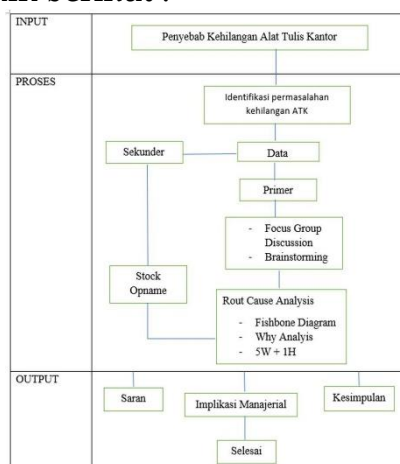 INPUT
Penyebab Kehilangan Alat Tulis Kantor
PROSES
Identifikasi permasalahan
kehilangan ATK
Sekunder
Data
Primer
- Focus Group
Discussion
- Brainstorming
Stock
Opname
Rout Cause Analysis
- Fishbone Diagram
- Why Analyis
- 5W + 1H
OUTPUT
Saran
Implikasi Manajerial
Kesimpulan
Selesai